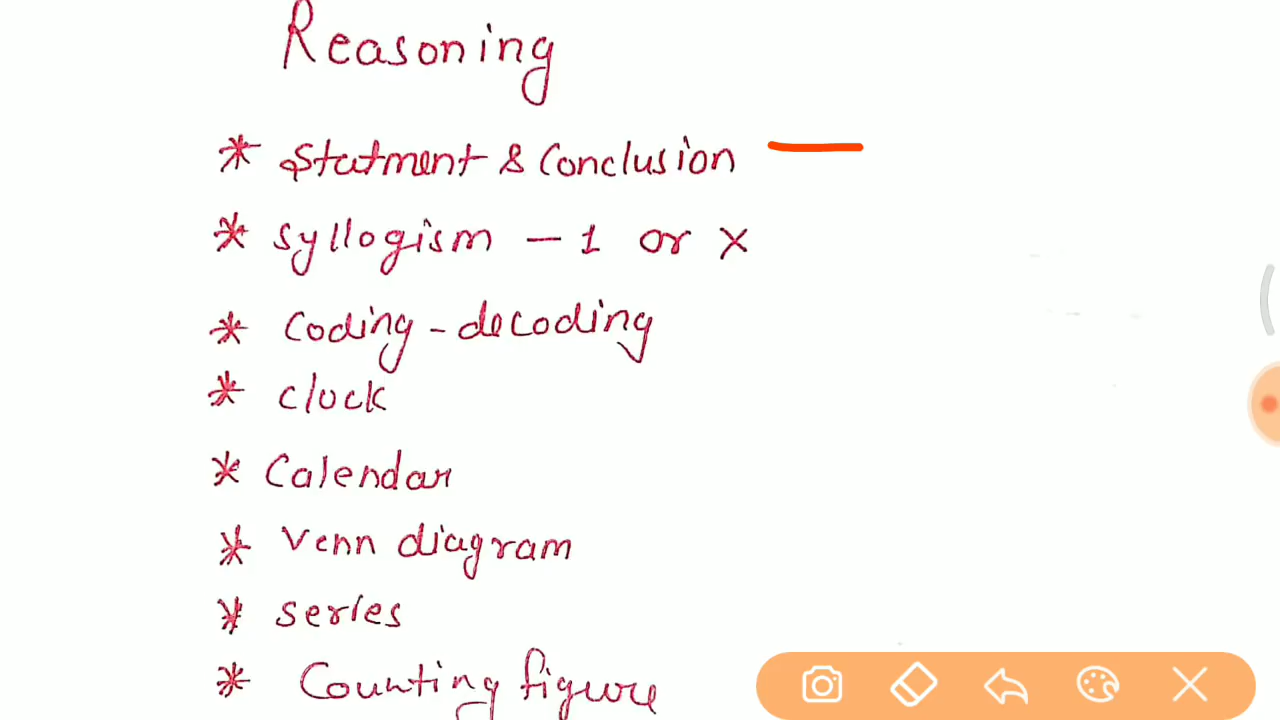 Reasoning
* Statment & Conclusion
* Syllogism - 1 or x
* Coding - decoding
* Clock
* Calendar
* Venn diagram
* Series
* Counting figure